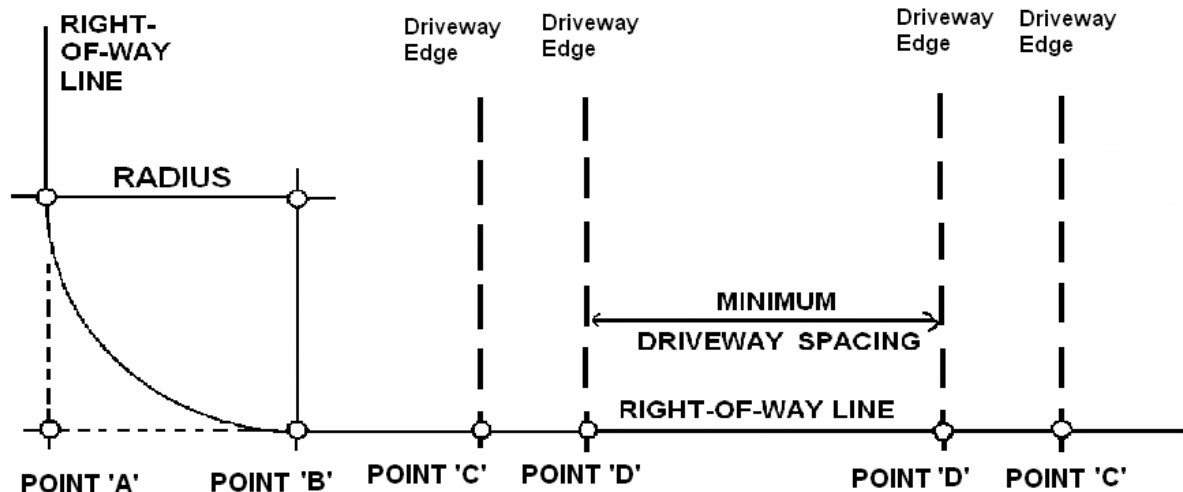 RIGHT-
OF-WAY
LINE
Driveway
Edge
Driveway
Edge
Driveway
Edge
Driveway
Edge
RADIUS
MINIMUM
DRIVEWAY SPACING
RIGHT-OF-WAY LINE
POINT 'A'
POINT 'B'
POINT 'C'
POINT 'D'
POINT 'D'
POINT 'C'